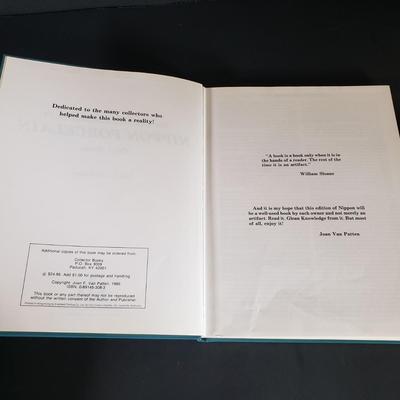 Dedicated to the many collectors who
helped make this book a reality!
Additional copies of this book may be ordered from:
Collector Books
P.O. Box 3009
Paducah, KY 42001
@ $24.95 Add $1.00 for postage and handling
Copyright: Joan F. Van Patten, 1980
ISBN: 0-89145-
This book or any part thereof may not be reproduced
without the written consent of the Author and Publisher
"A book is a book only when it is in
the hands of a reader. The rest of the
time it is an artifact."
William Sloane
And it is my hope that this edition of Nippon will
be a well-used book by each owner and not merely an
artifact. Read it. Glean Knowledge from it. But most
of all, enjoy it!
Joan Van Patten